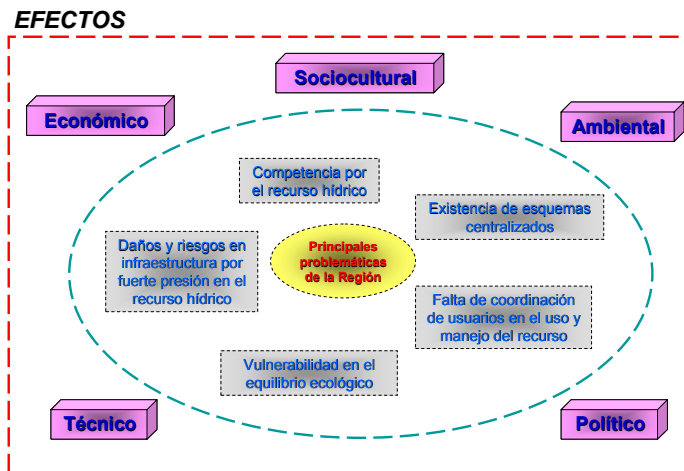 EFECTOS
Sociocultural
Económico
Ambiental
Competencia por
el recurso hídrico
Existencia de esquemas
centralizados
Daños y riesgos en
infraestructura por
fuerte presión en el
recurso hídrico
Principales
problemáticas
de la Región
Falta de coordinación
de usuarios en el uso y
manejo del recurso
Vulnerabilidad en el
equilibrio ecológico
Técnico
Político